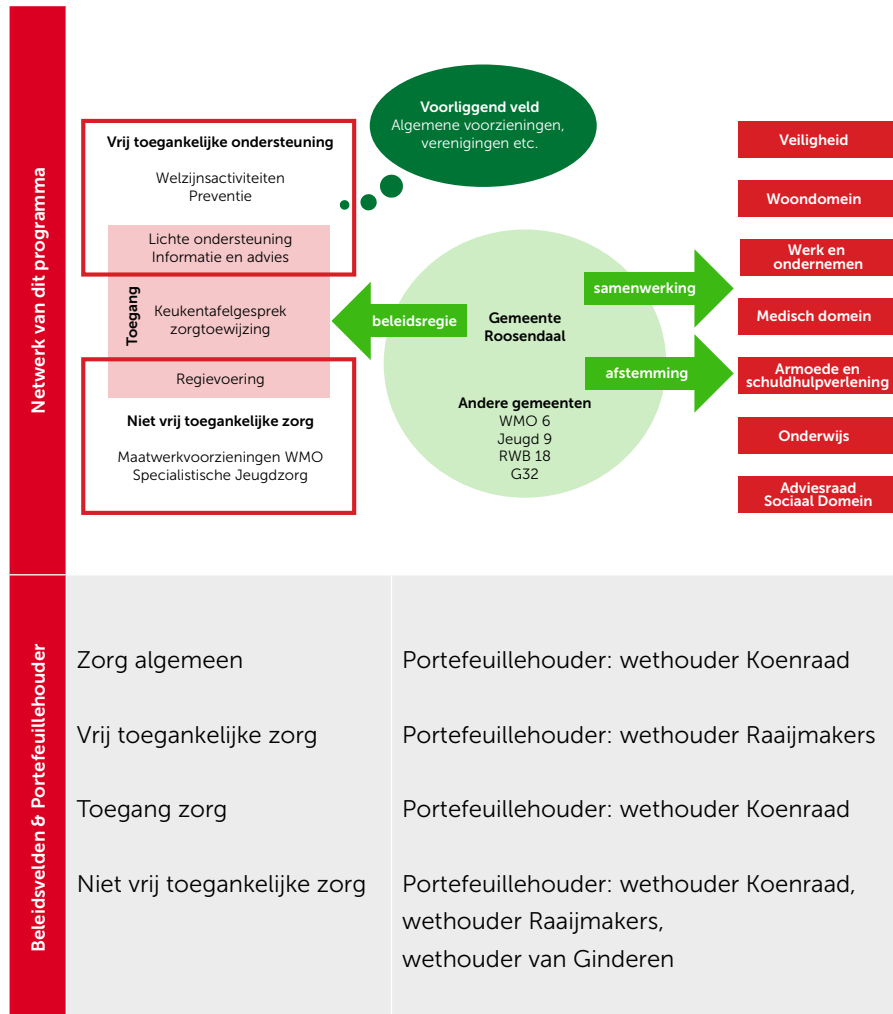 Netwerk van dit programma
Voorliggend veld
Algemene voorzieningen,
verenigingen etc.
Vrij toegankelijke ondersteuning
Welzijnsactiviteiten
Preventie
Lichte ondersteuning
Informatie en advies
Toegang
Keukentafelgesprek
zorgtoewijzing
Regievoering
Niet vrij toegankelijke zorg
Maatwerkvoorzieningen WMO
Specialistische Jeugdzorg
beleidsregie
Gemeente
Roosendaal
Andere gemeenten
WMO 6
Jeugd 9
RWB 18
G32
samenwerking
afstemming
Veiligheid
Woondomein
Werk en
ondernemen
Medisch domein
Armoede en
schuldhulpverlening
Onderwijs
Adviesraad
Sociaal Domein
Beleidsvelden & Portefeuillehouder
Zorg algemeen
Portefeuillehouder: wethouder Koenraad
Vrij toegankelijke zorg
Portefeuillehouder: wethouder Raaijmakers
Toegang zorg
Portefeuillehouder: wethouder Koenraad
Niet vrij toegankelijke zorg
Portefeuillehouder: wethouder Koenraad,
wethouder Raaijmakers,
wethouder van Ginderen